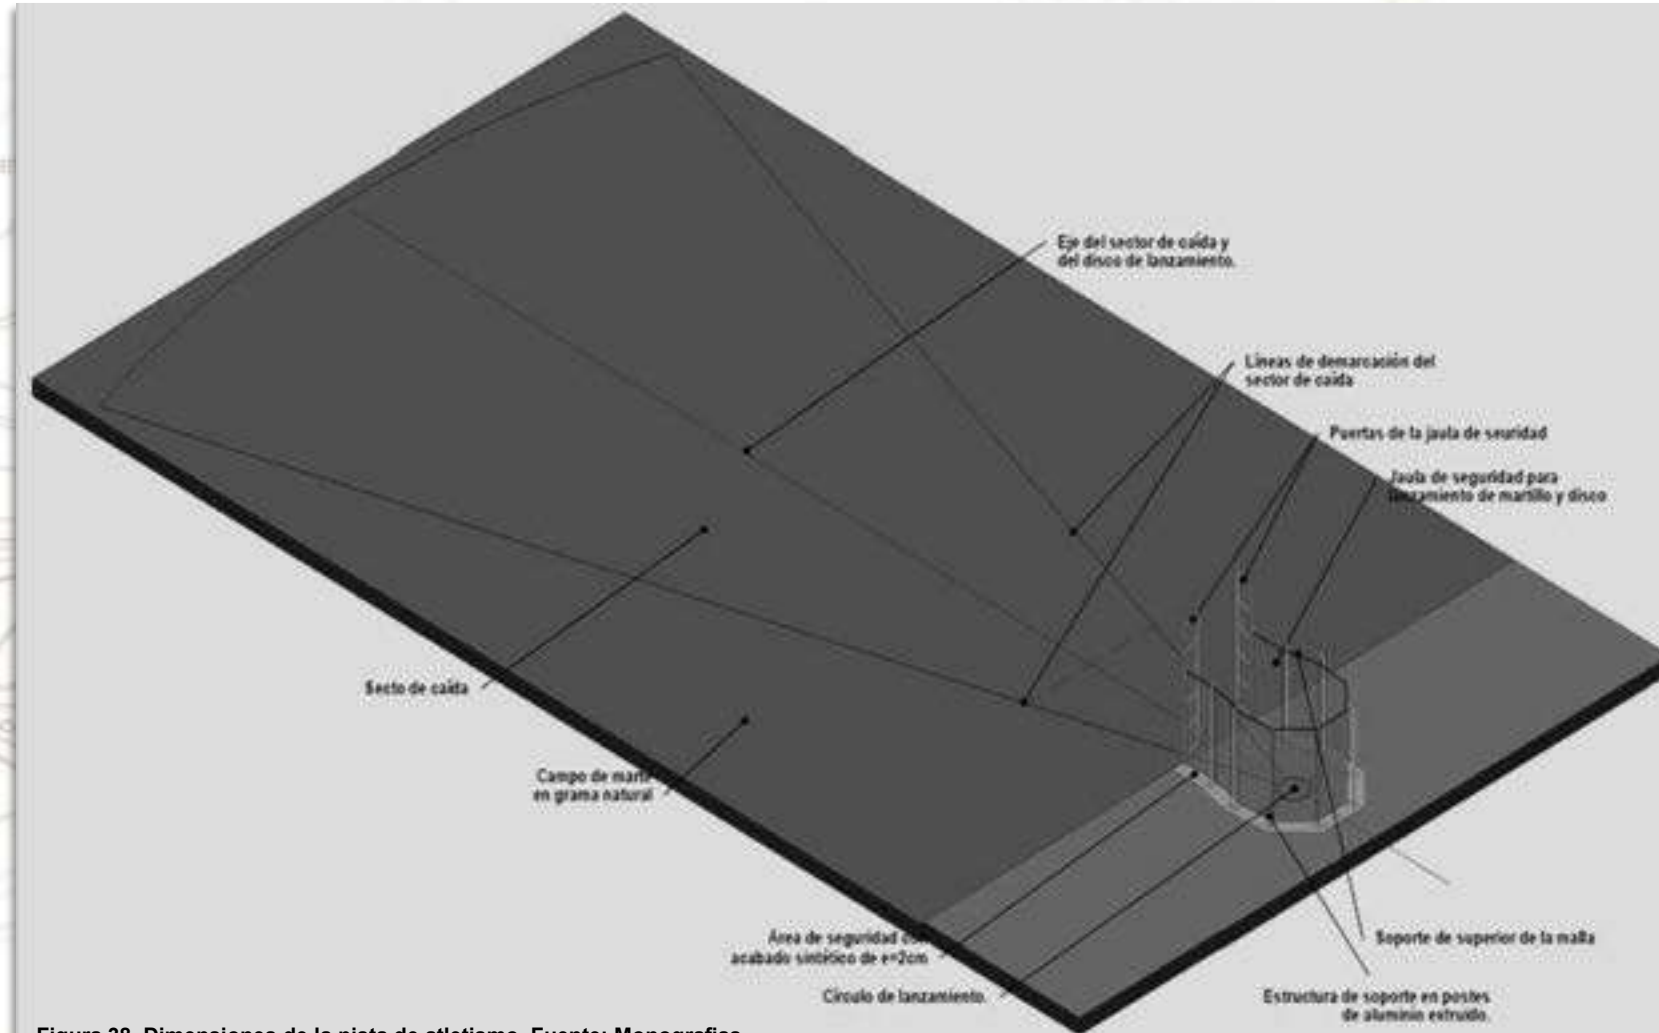 Eje del sector de caída y
del disco de lanzamiento.
Líneas de demarcación del
sector de caída
Puertas de la jaula de seuridad
Jaula de seguridad para
lanzamiento de martillo y disco
Secto de caída
Campo de marte
en grama natural
Área de seguridad con
acabado sintético de e=2cm
Círculo de lanzamiento.
Soporte de superior de la malla
Estructura de soporte en postes
de aluminio extruido.
Figura 38. Dimensiones de la pista de atletismo. Fuente: Monografias